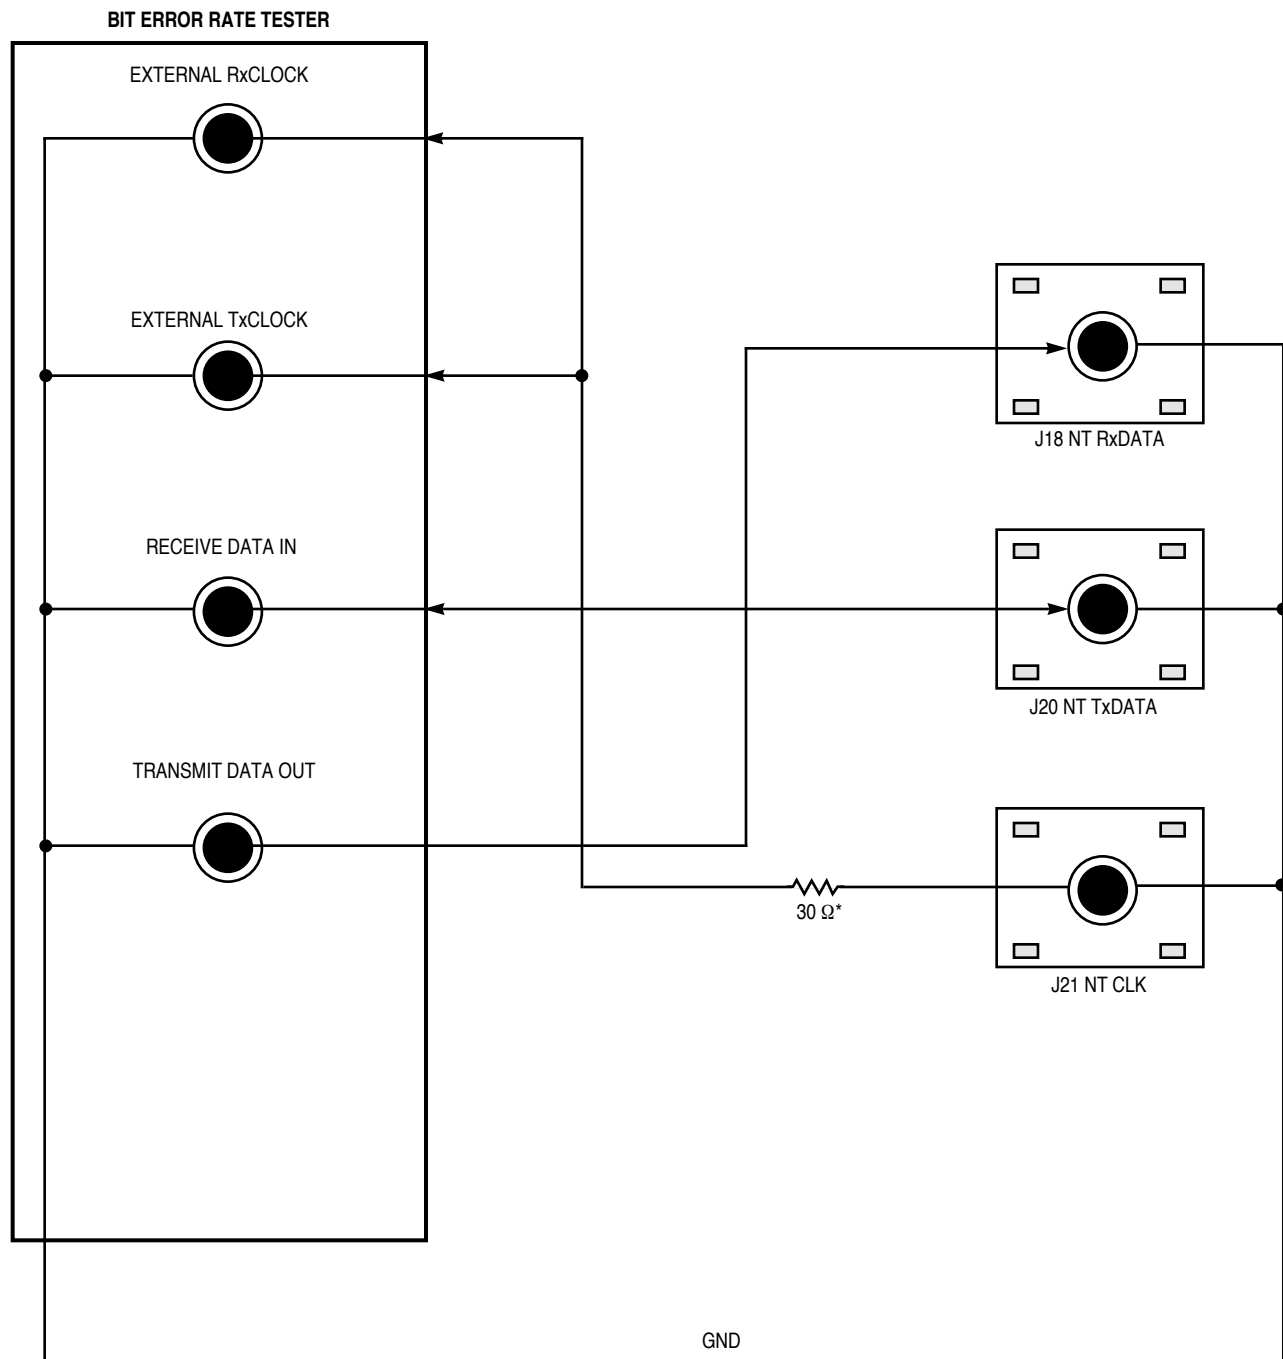 BIT ERROR RATE TESTER
EXTERNAL RxCLOCK
EXTERNAL TxCLOCK
J18 NT RxDATA
RECEIVE DATA IN
J20 NT TxDATA
TRANSMIT DATA OUT
30 Ω*
J21 NT CLK
GND